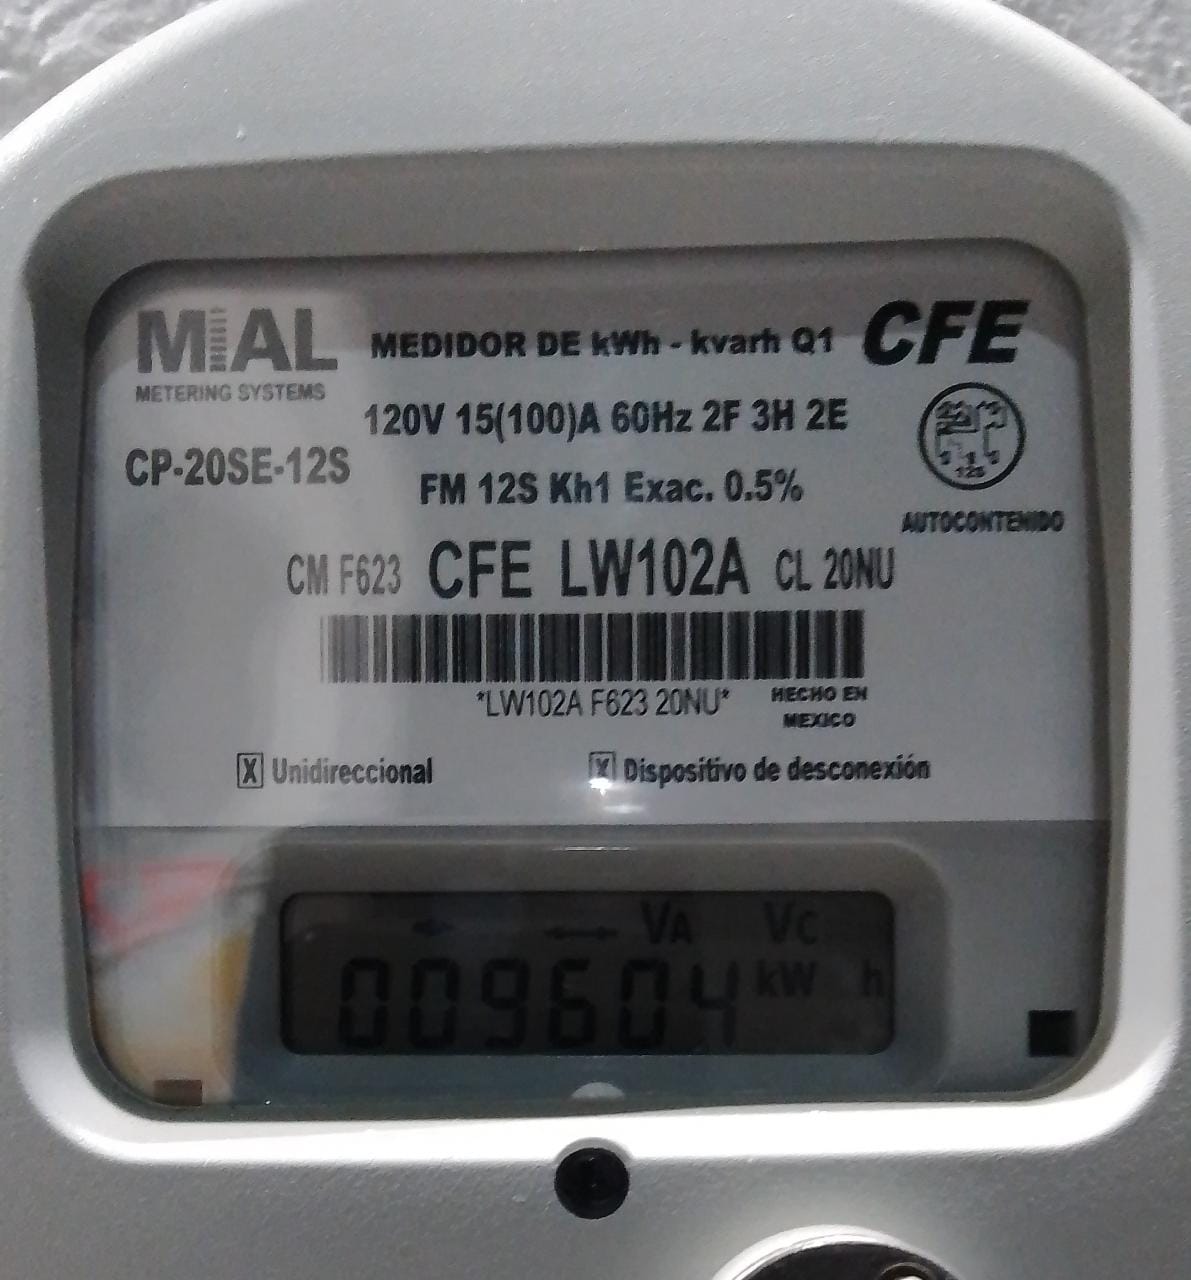 MIAL
METERING SYSTEMS
MEDIDOR DE kWh - kvarh Q1
CFE
120V 15(100)A 60Hz 2F 3H 2E
CP-20SE-12S
FM 12S Kh1 Exac. 0.5%
12S
AUTOCONTENIDO
CM F623 CFE LW102A CL 20NU
*LW102A F623 20NU*
HECHO EN
MEXICO
X Unidireccional
X Dispositivo de desconexión
VA VC
009604 kW h